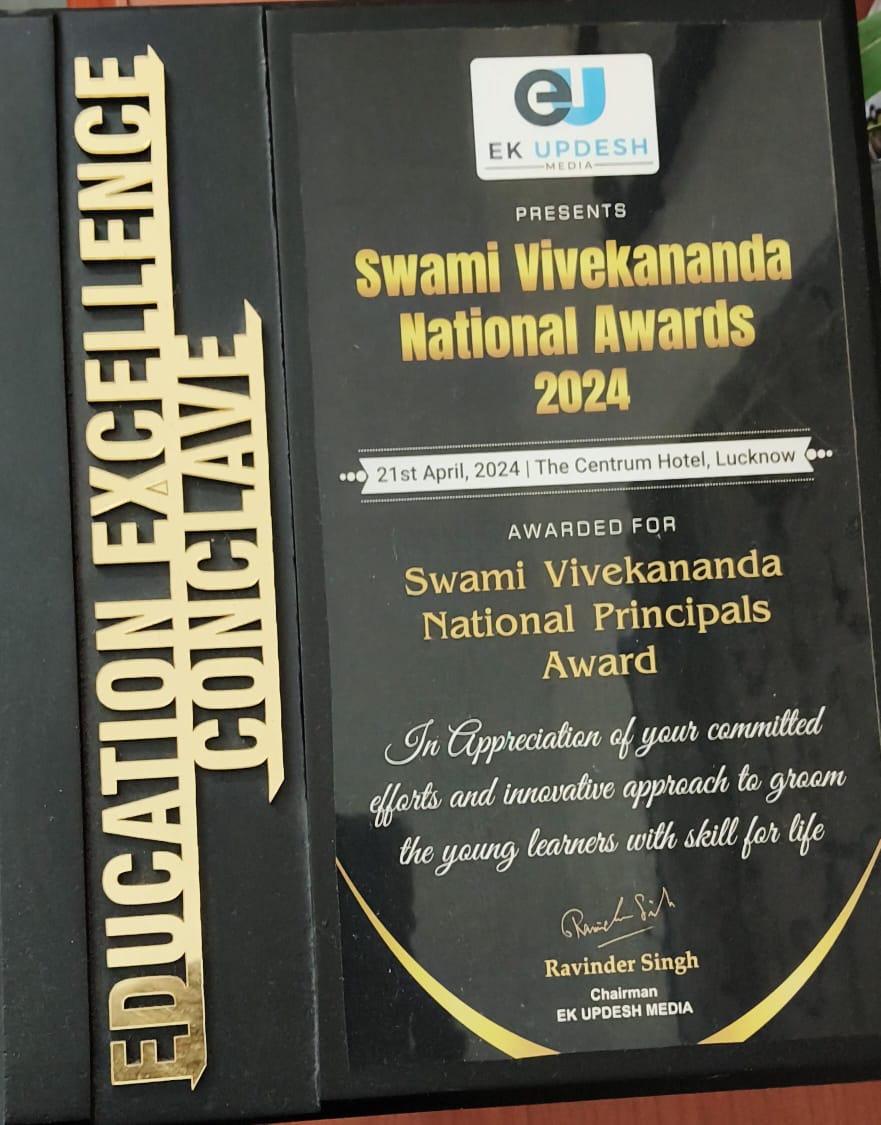 EDUCATION EXCELLENCE
CONCLAVE
eU
EK UPDESH
MEDIA
PRESENTS
Swami Vivekananda
National Awards
2024
21st April, 2024 | The Centrum Hotel, Lucknow
AWARDED FOR
Swami Vivekananda
National Principals
Award
In Appreciation of your committed
efforts and innovative approach to groom
the young learners with skill for life
Ravinder Singh
Chairman
EK UPDESH MEDIA